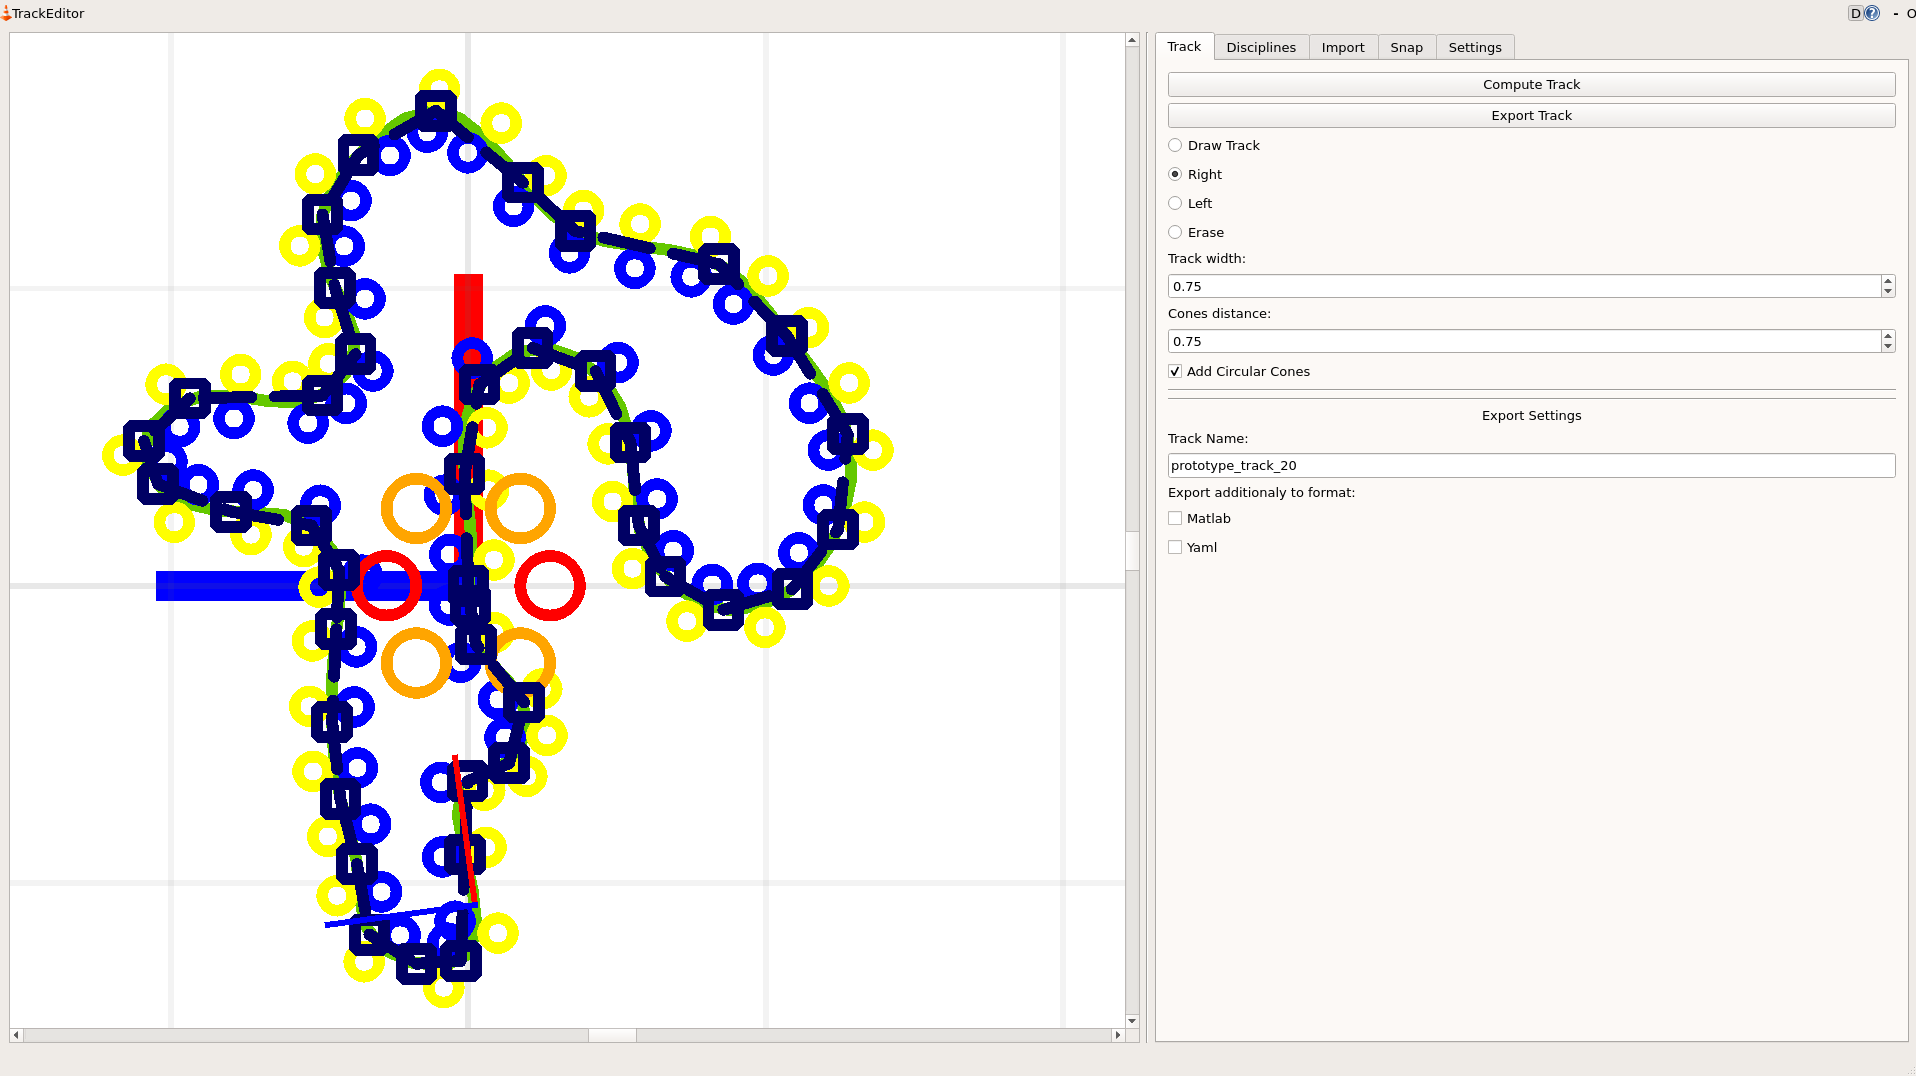 TrackEditor
D ? - O
Track Disciplines Import Snap Settings
Compute Track
Export Track
Draw Track
Right
Left
Erase
Track width:
0.75
Cones distance:
0.75
Add Circular Cones
Export Settings
Track Name:
prototype_track_20
Export additionaly to format:
Matlab
Yaml